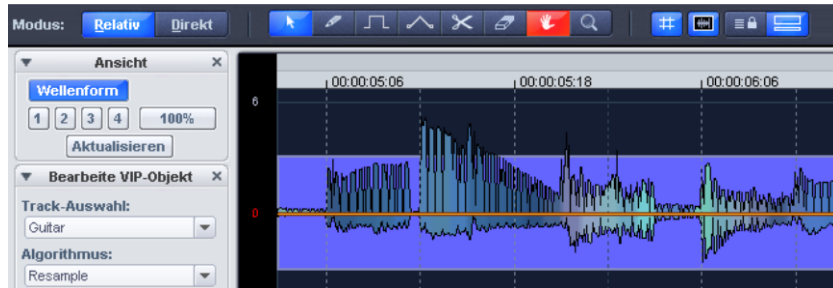 Modus: Relativ Direkt
Ansicht
Wellenform
1 2 3 4 100%
Aktualisieren
Bearbeite VIP-Objekt
Track-Auswahl:
Guitar
Algorithmus:
Resample
00:00:05:06 00:00:05:18 00:00:06:06
6
0